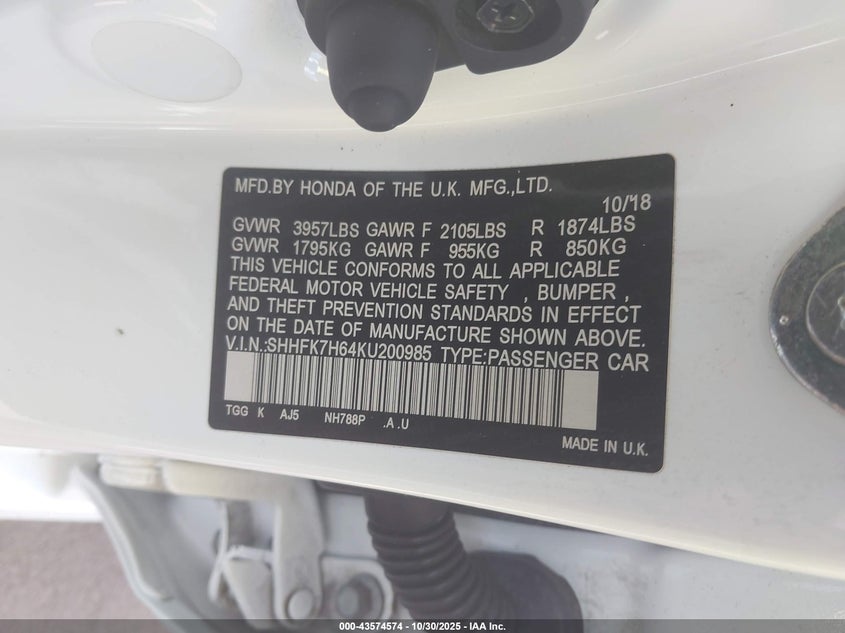 MFD.BY HONDA OF THE U.K. MFG.,LTD.
10/'18
GVWR 3957LBS GAWR F 2105LBS R 1874LBS
GVWR 1795KG GAWR F 955KG R 850KG
THIS VEHICLE CONFORMS TO ALL APPLICABLE
FEDERAL MOTOR VEHICLE SAFETY , BUMPER ,
AND THEFT PREVENTION STANDARDS IN EFFECT
ON THE DATE OF MANUFACTURE SHOWN ABOVE.
V.I.N.:SHHFK7H64KU200985 TYPE:PASSENGER CAR
TGG K AJ5 NH788P .A .U
MADE IN U.K.
000-43574574 | 10/30/2025 | IAA Inc.